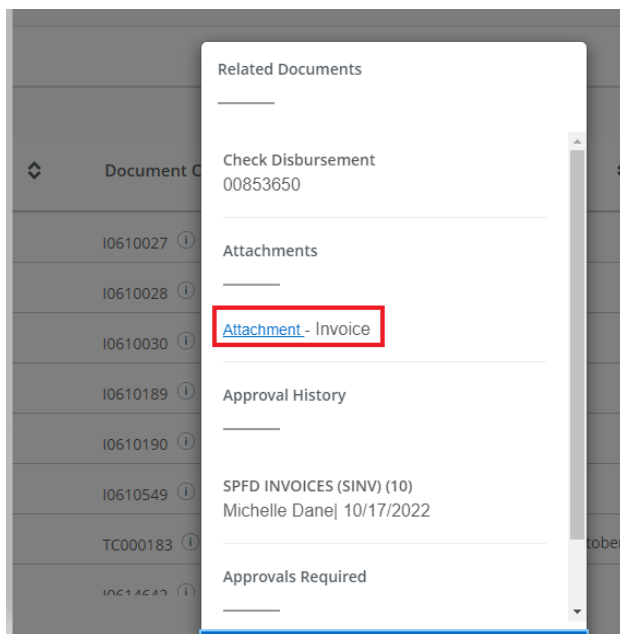 Related Documents
Document C
Check Disbursement
00853650
I0610027
Attachments
I0610028
Attachment - Invoice
I0610030
I0610189
Approval History
I0610190
I0610549
SPFD INVOICES (SINV) (10)
Michelle Dane| 10/17/2022
TC000183
tober
Approvals Required
I0614642